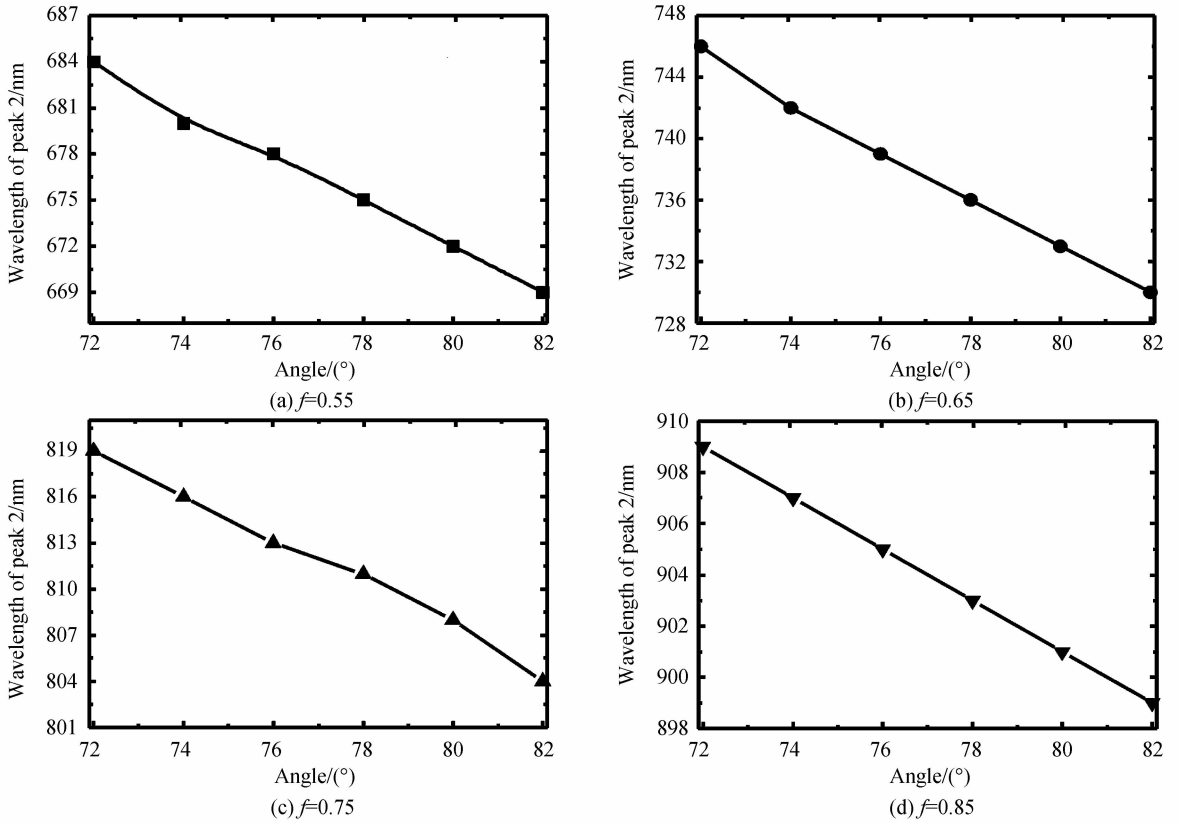 687
684
681
678
675
672
669
72 74 76 78 80 82
Wavelength of peak 2/nm
Angle/(°)
(a) f=0.55
748
744
740
736
732
728
72 74 76 78 80 82
Wavelength of peak 2/nm
Angle/(°)
(b) f=0.65
819
816
813
810
807
804
801
72 74 76 78 80 82
Wavelength of peak 2/nm
Angle/(°)
(c) f=0.75
910
908
906
904
902
900
898
72 74 76 78 80 82
Wavelength of peak 2/nm
Angle/(°)
(d) f=0.85